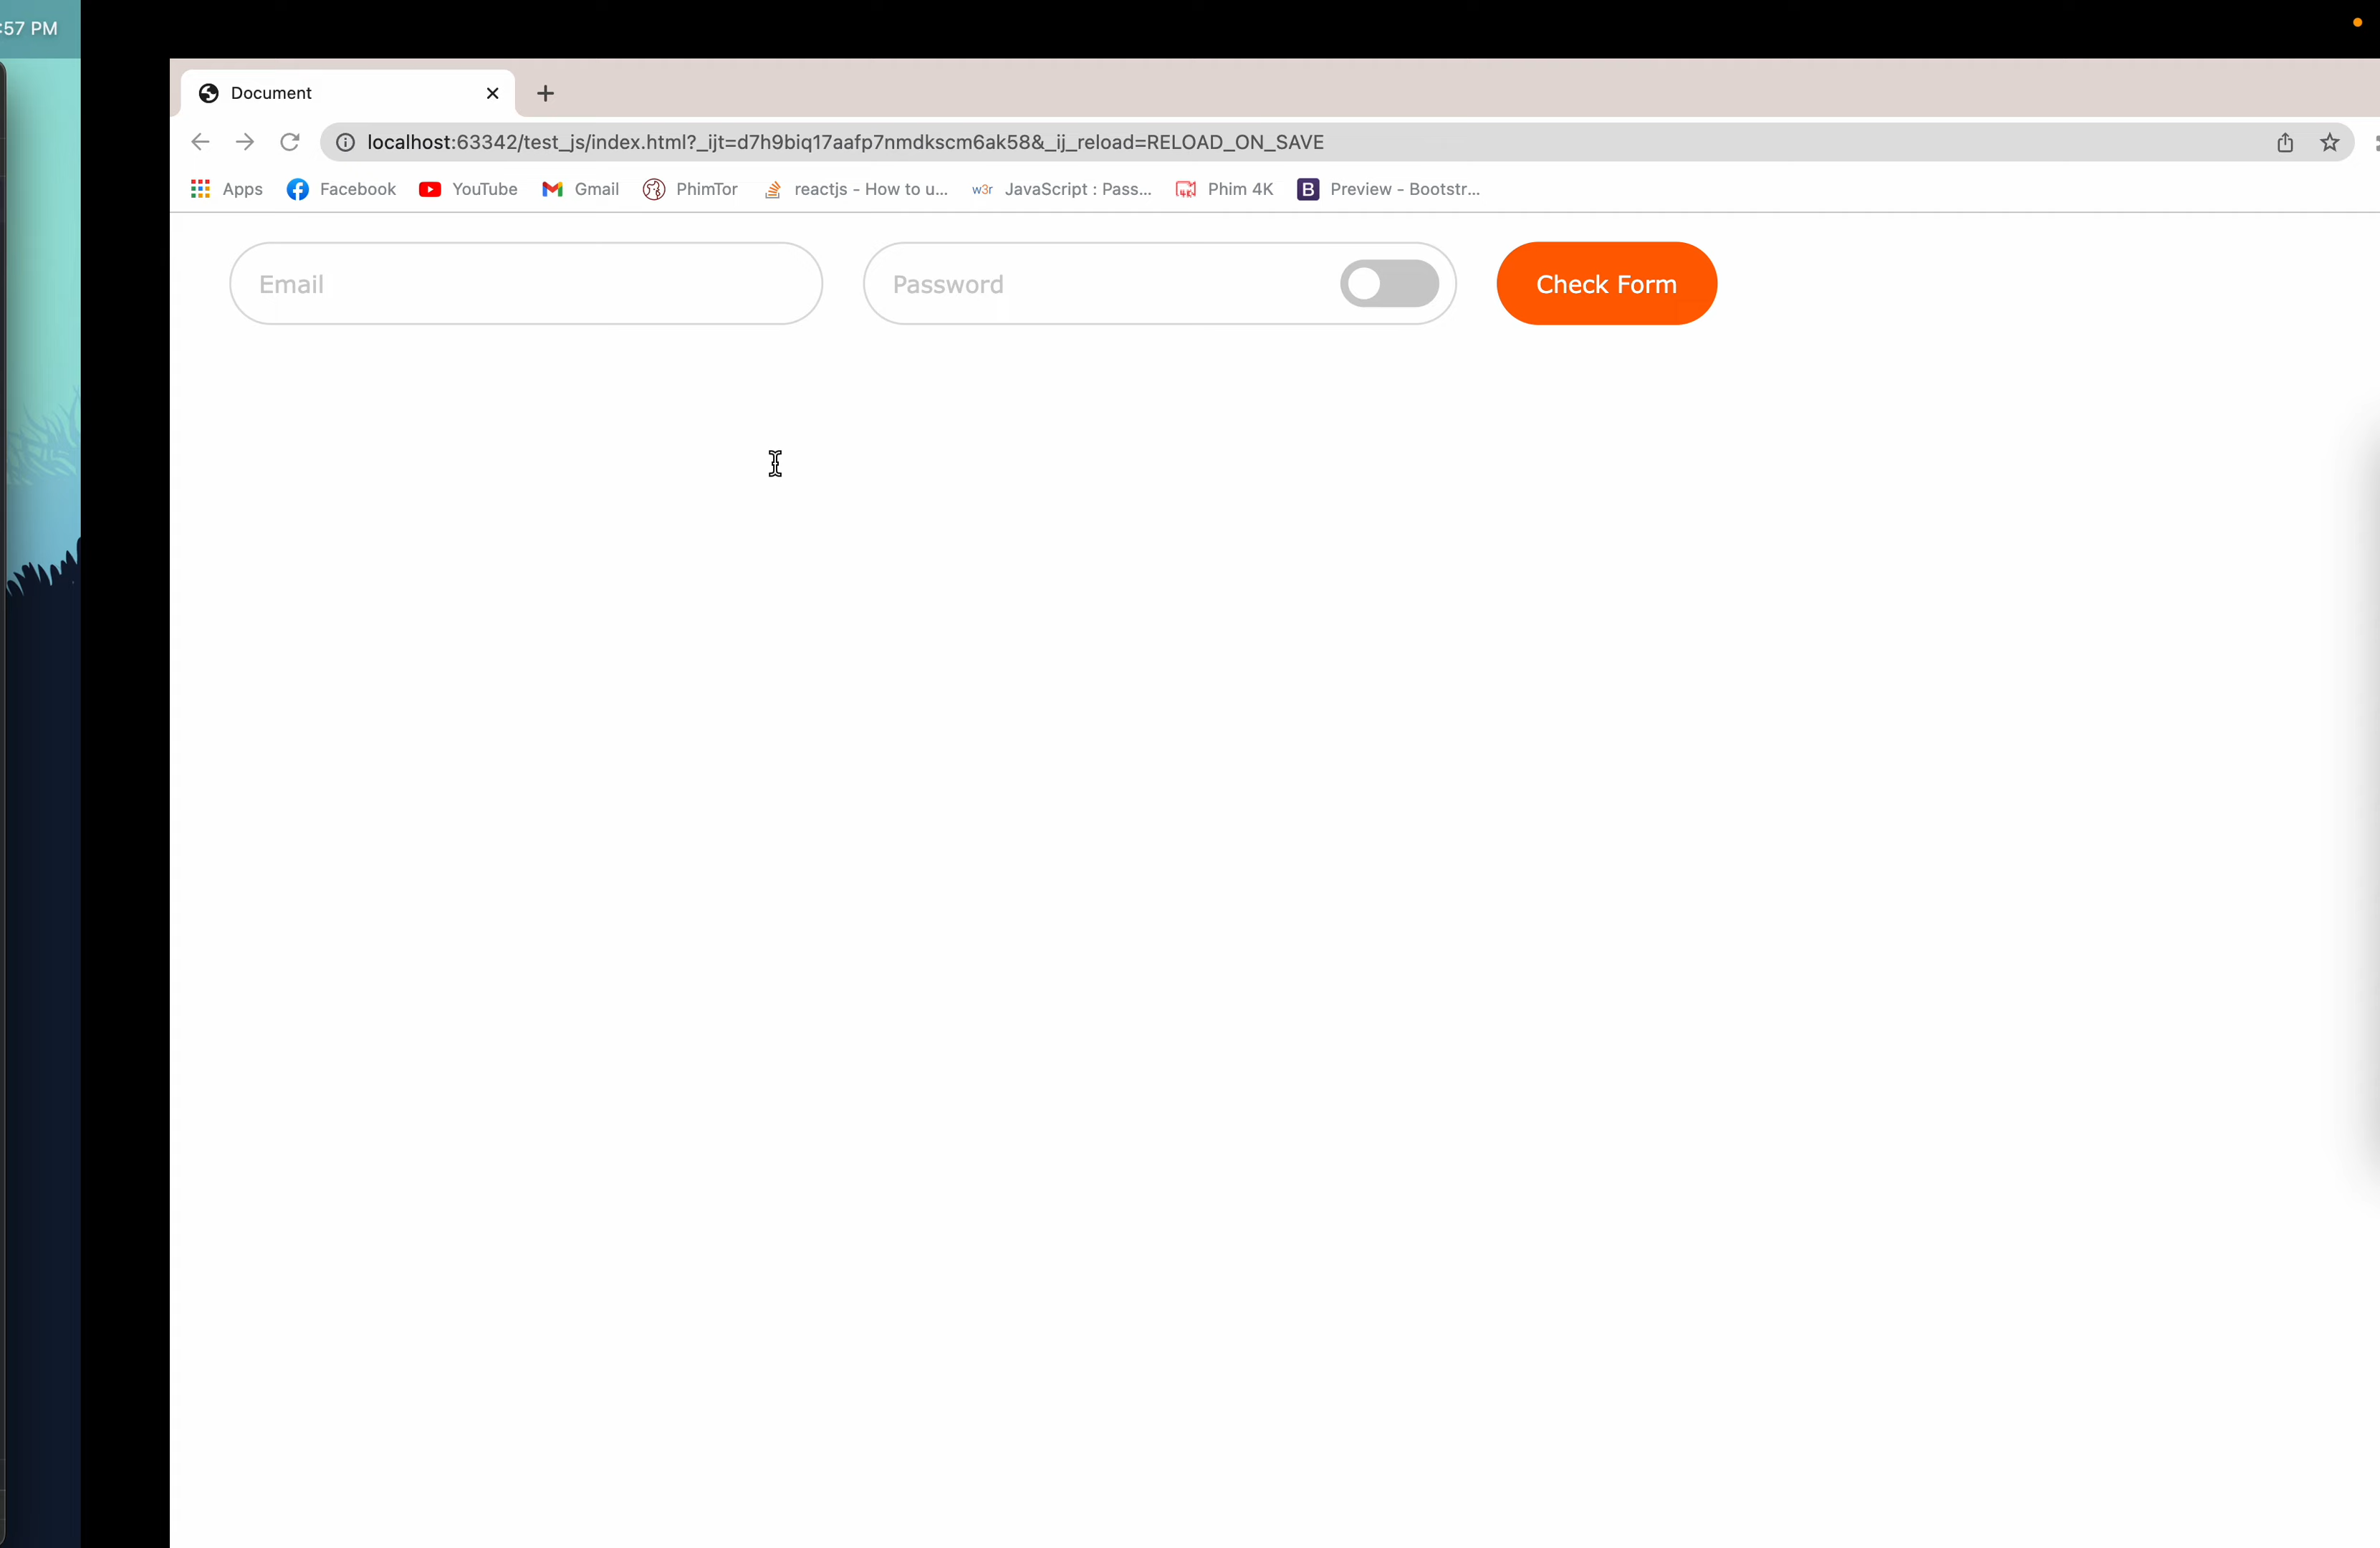 :57 PM
Document
localhost:63342/test_js/index.html?_ijt=d7h9biq17aafp7nmdkscm6ak58&_ij_reload=RELOAD_ON_SAVE
Apps Facebook YouTube Gmail PhimTor reactjs - How to u... w3r JavaScript : Pass... 4K Phim 4K B Preview - Bootstr...
Email Password Check Form